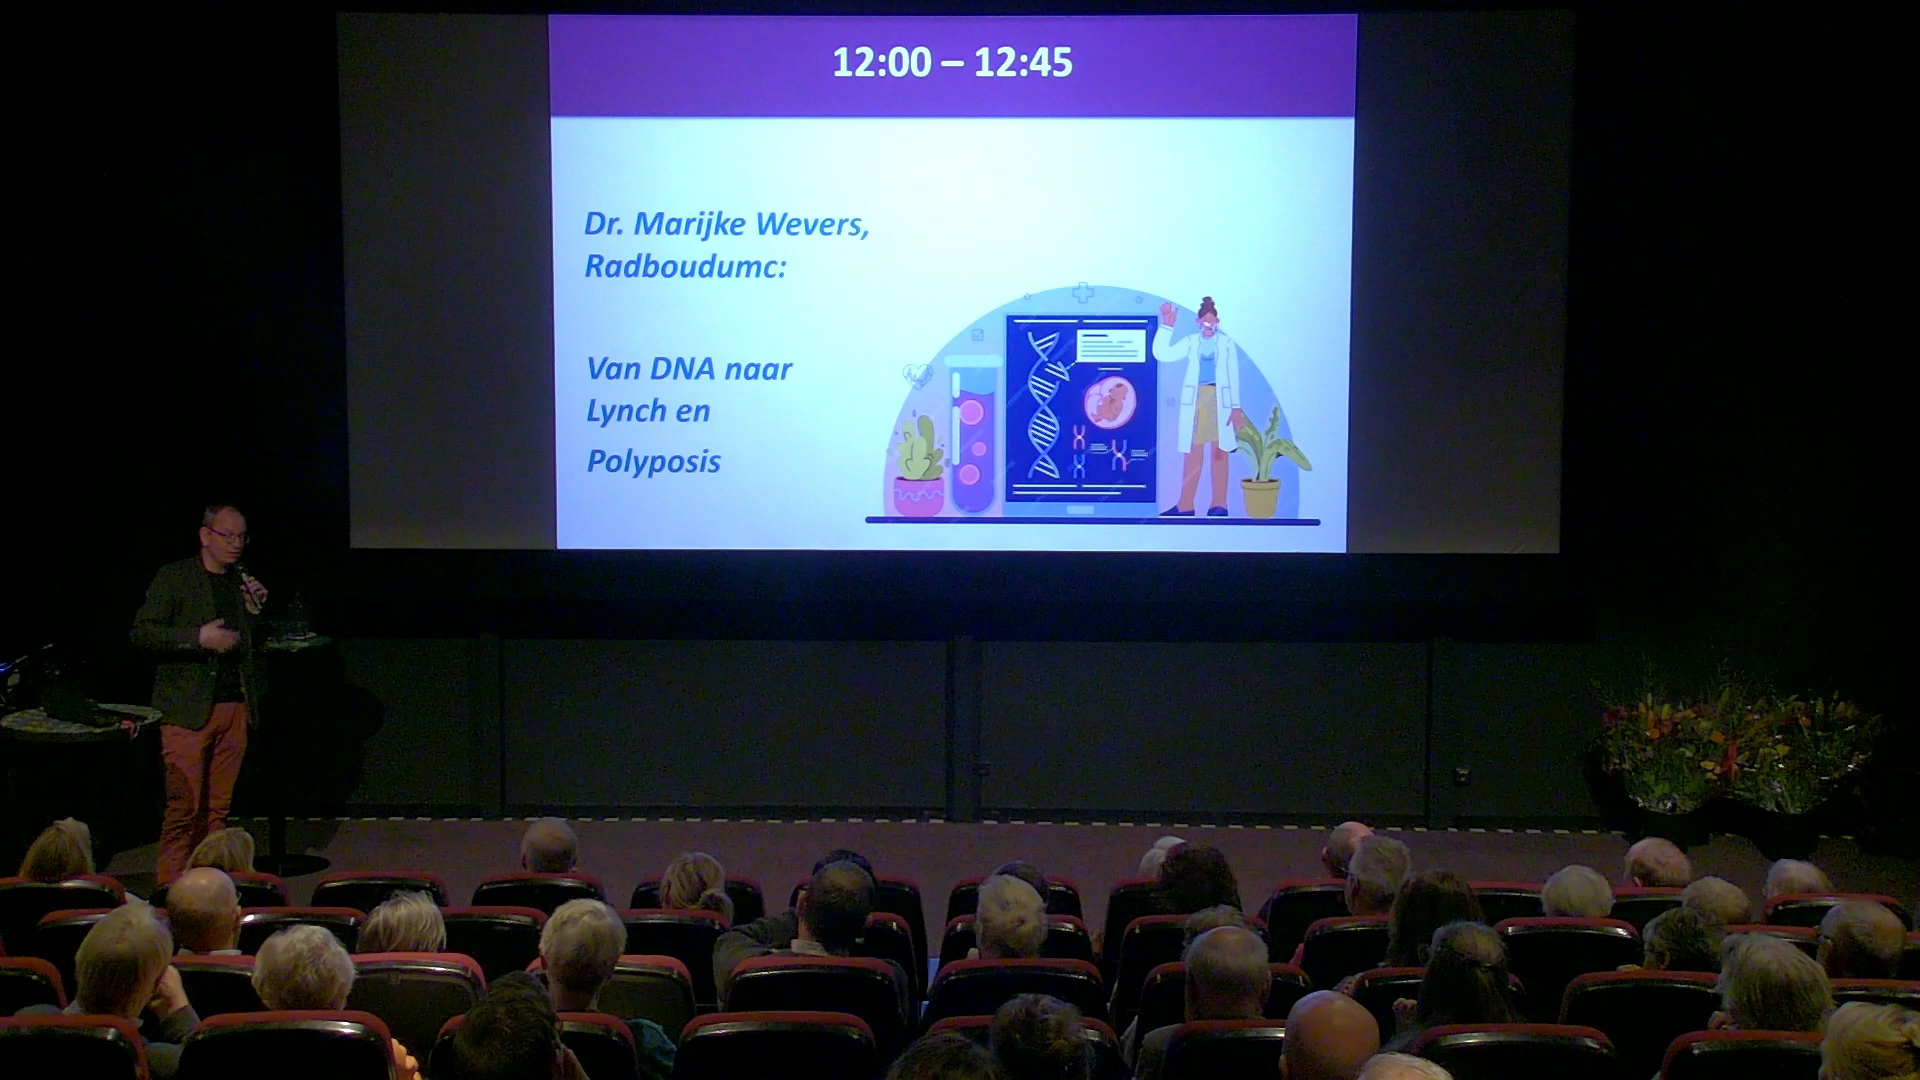 12:00 – 12:45
Dr. Marijke Wevers,
Radboudumc:
Van DNA naar
Lynch en
Polyposis